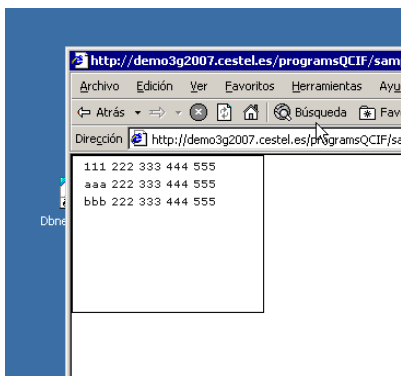 http://demo3g2007.cestel.es/programsQCIF/sam
Archivo Edición Ver Favoritos Herramientas Ayu
Atrás Búsqueda Fav
Dirección http://demo3g2007.cestel.es/programsQCIF/sa
111 222 333 444 555
aaa 222 333 444 555
bbb 222 333 444 555
Dbne